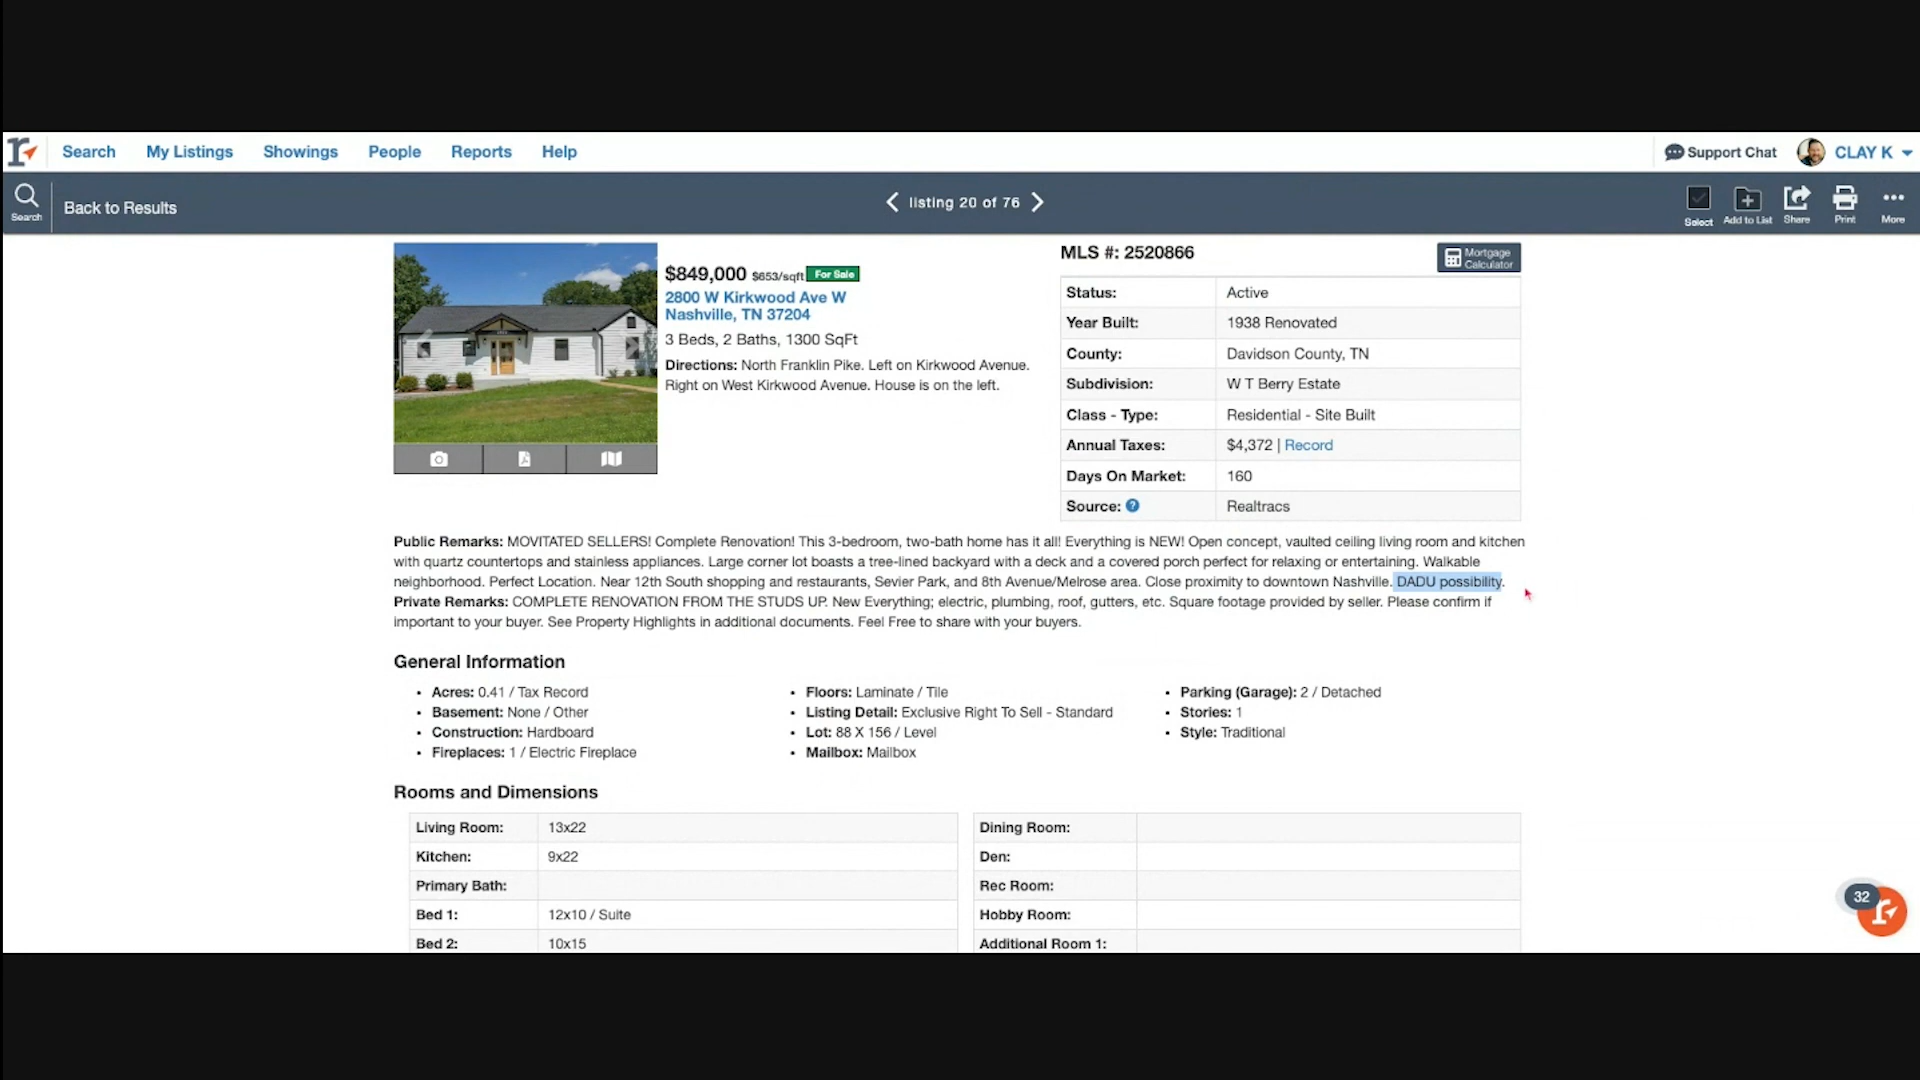 Search My Listings Showings People Reports Help Support Chat CLAY K
Search Back to Results listing 20 of 76 Select Add to List Share Print More
$849,000 $653/sqft For Sale
2800 W Kirkwood Ave W
Nashville, TN 37204
3 Beds, 2 Baths, 1300 SqFt
Directions: North Franklin Pike. Left on Kirkwood Avenue.
Right on West Kirkwood Avenue. House is on the left.
MLS #: 2520866
Mortgage
Calculator
Status: Active
Year Built: 1938 Renovated
County: Davidson County, TN
Subdivision: W T Berry Estate
Class - Type: Residential - Site Built
Annual Taxes: $4,372 | Record
Days On Market: 160
Source: ? Realtracs
Public Remarks: MOVITATED SELLERS! Complete Renovation! This 3-bedroom, two-bath home has it all! Everything is NEW! Open concept, vaulted ceiling living room and kitchen
with quartz countertops and stainless appliances. Large corner lot boasts a tree-lined backyard with a deck and a covered porch perfect for relaxing or entertaining. Walkable
neighborhood. Perfect Location. Near 12th South shopping and restaurants, Sevier Park, and 8th Avenue/Melrose area. Close proximity to downtown Nashville. DADU possibility.
Private Remarks: COMPLETE RENOVATION FROM THE STUDS UP. New Everything; electric, plumbing, roof, gutters, etc. Square footage provided by seller. Please confirm if
important to your buyer. See Property Highlights in additional documents. Feel Free to share with your buyers.
General Information
• Acres: 0.41 / Tax Record
• Basement: None / Other
• Construction: Hardboard
• Fireplaces: 1 / Electric Fireplace
• Floors: Laminate / Tile
• Listing Detail: Exclusive Right To Sell - Standard
• Lot: 88 X 156 / Level
• Mailbox: Mailbox
• Parking (Garage): 2 / Detached
• Stories: 1
• Style: Traditional
Rooms and Dimensions
Living Room: 13x22
Kitchen: 9x22
Primary Bath:
Bed 1: 12x10 / Suite
Bed 2: 10x15
Dining Room:
Den:
Rec Room:
Hobby Room:
Additional Room 1:
32